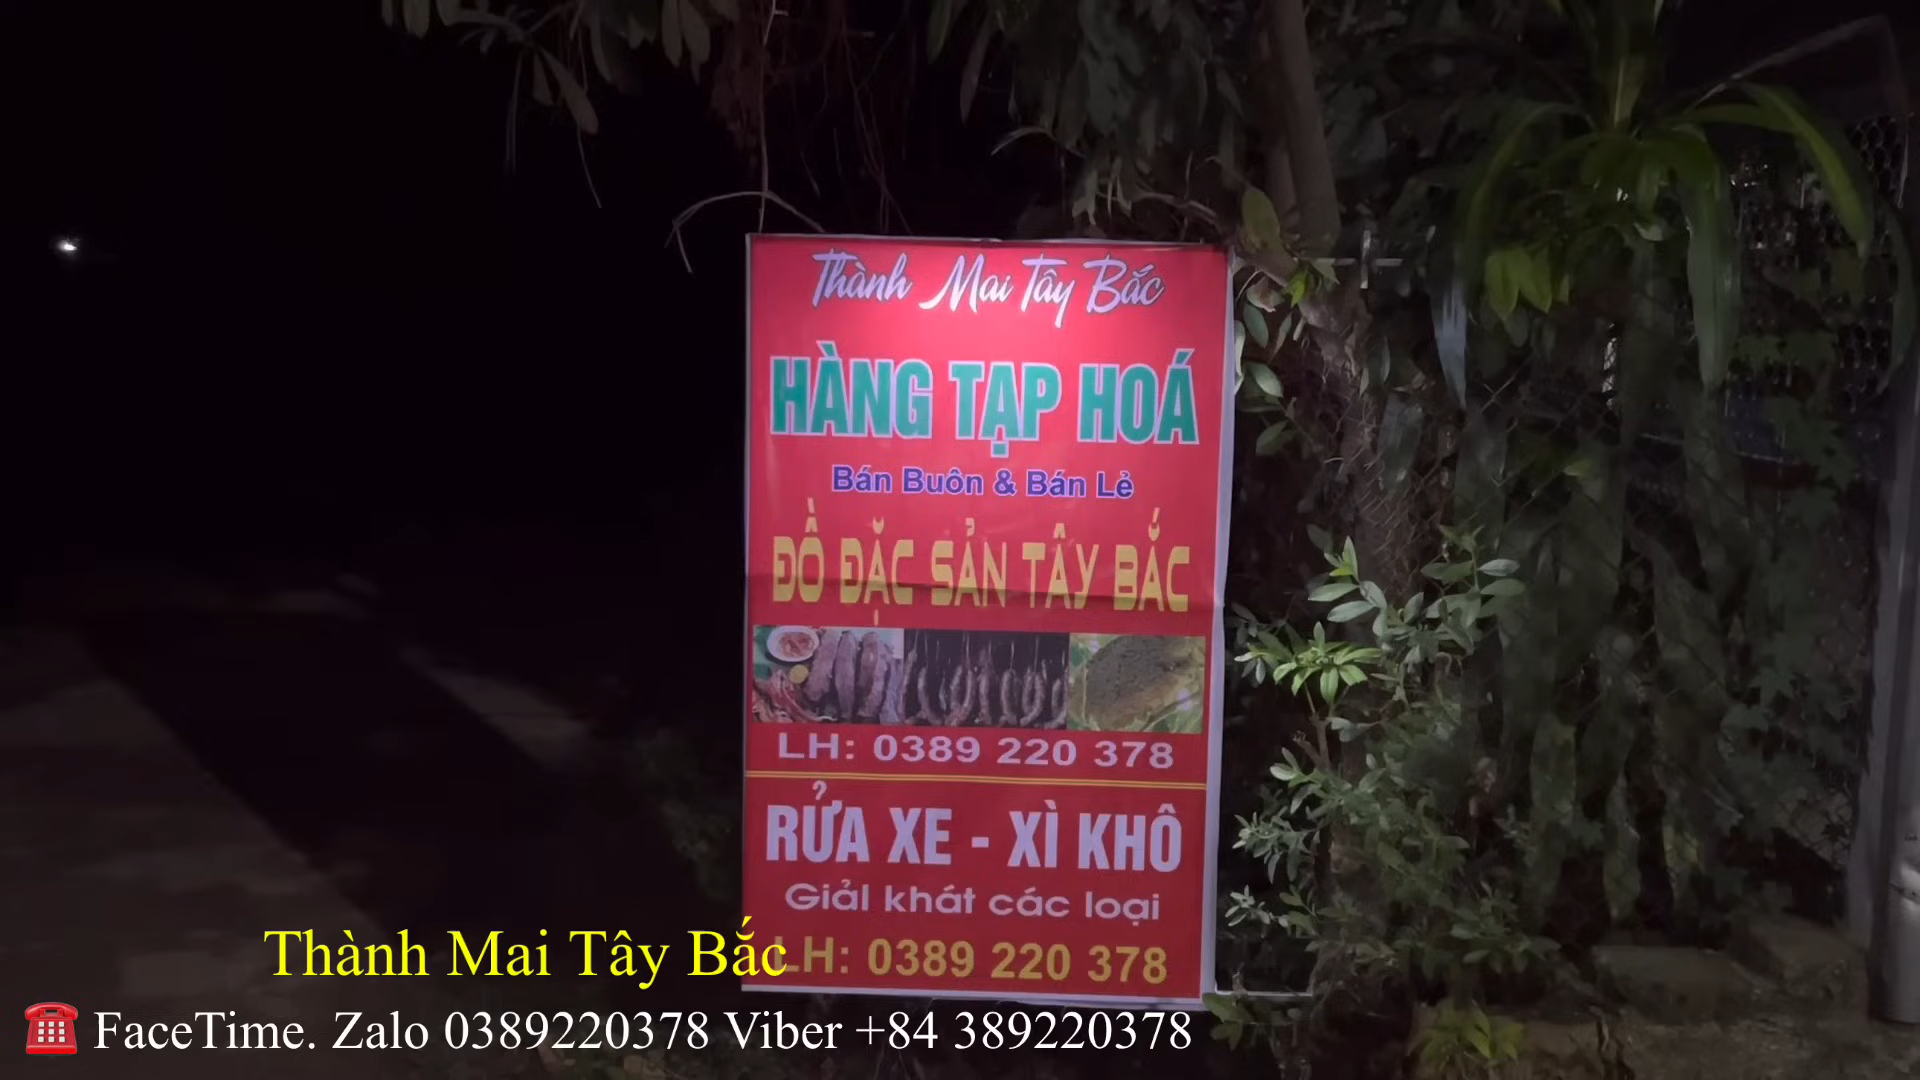 Thành Mai Tây Bắc
HÀNG TẠP HOÁ
Bán Buôn & Bán Lẻ
ĐỒ ĐẶC SẢN TÂY BẮC
LH: 0389 220 378
RỬA XE - XÌ KHÔ
Giảl khát các loại
LH: 0389 220 378
Thành Mai Tây Bắc
☎️ FaceTime. Zalo 0389220378 Viber +84 389220378